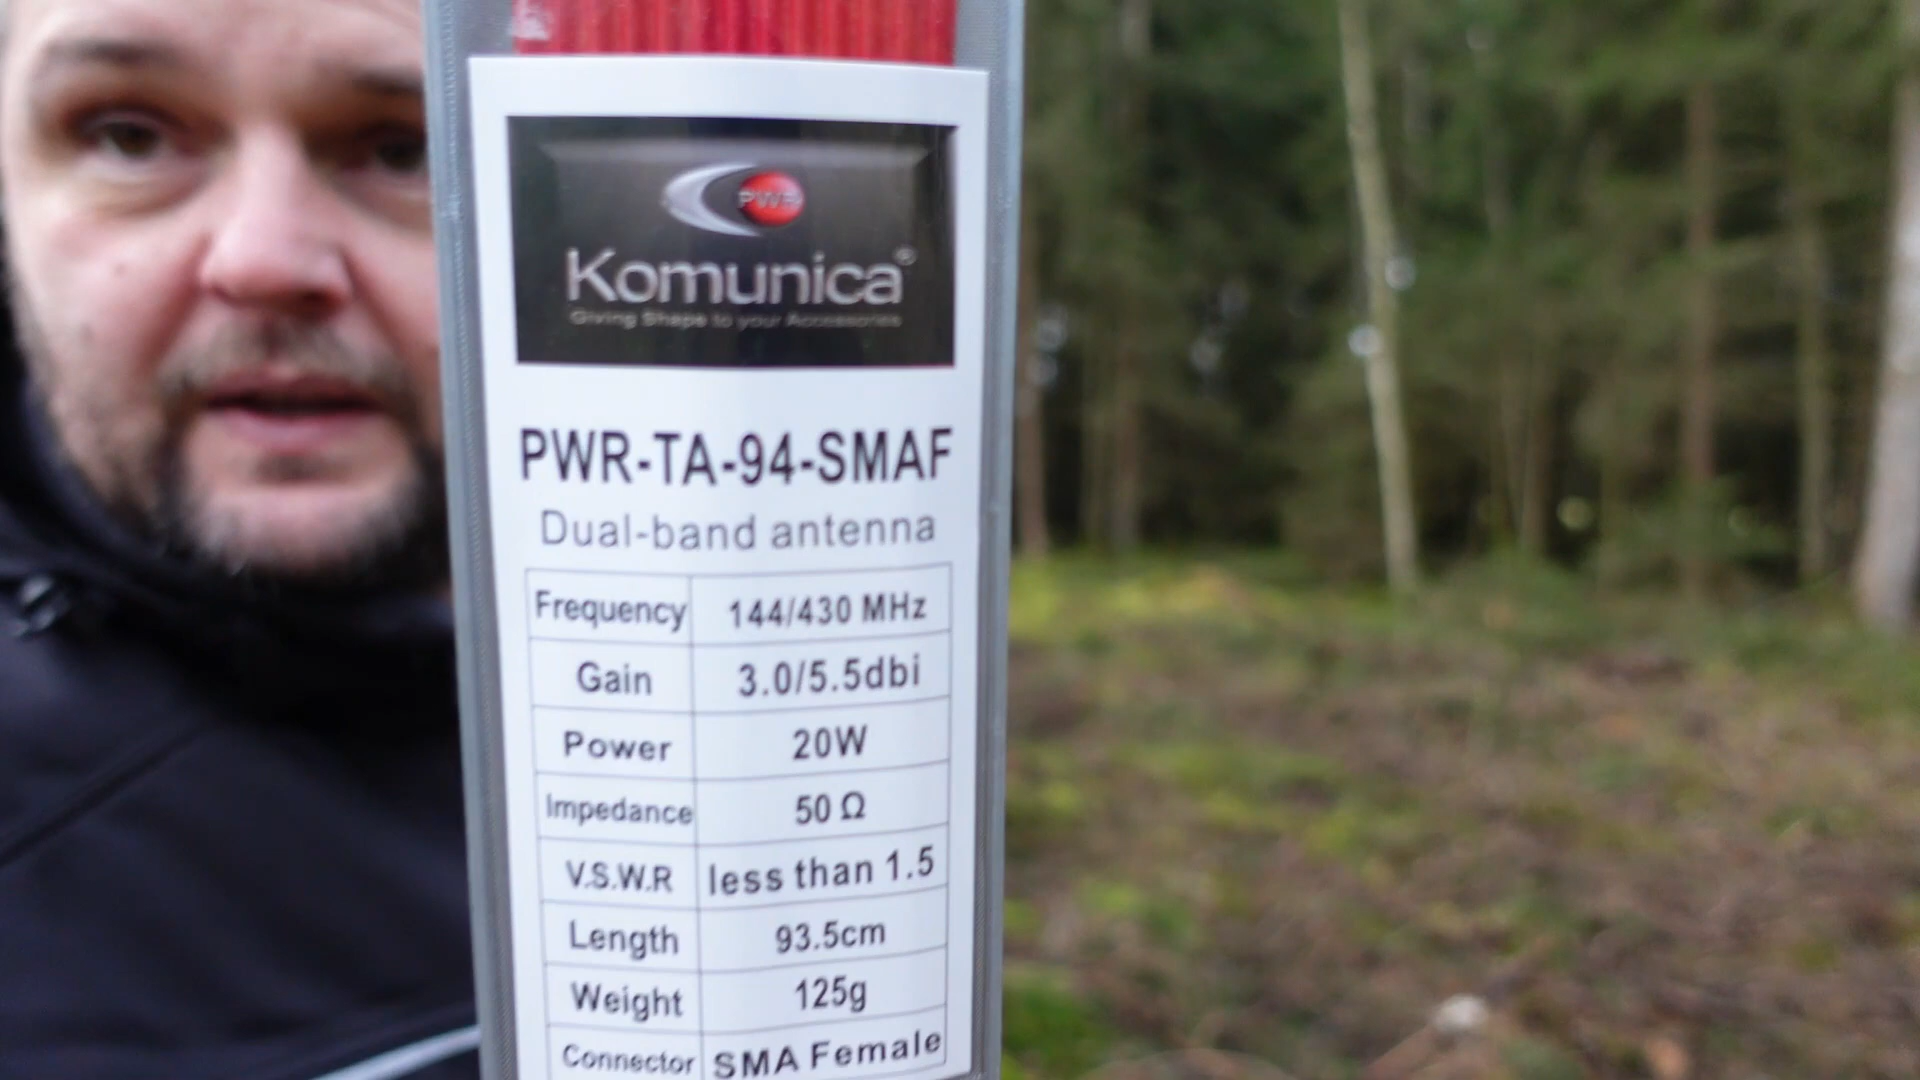 PWR
Komunica®
Giving Shape to your Accessories
PWR-TA-94-SMAF
Dual-band antenna
Frequency 144/430 MHz
Gain 3.0/5.5dbi
Power 20W
Impedance 50 Ω
V.S.W.R less than 1.5
Length 93.5cm
Weight 125g
Connector SMA Female